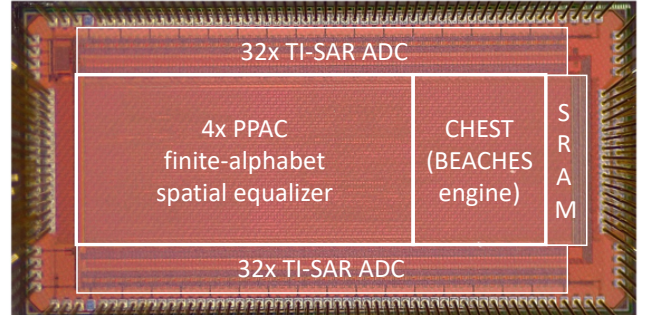 32x TI-SAR ADC
4x PPAC
finite-alphabet
spatial equalizer
CHEST
(BEACHES
engine)
S
R
A
M
32x TI-SAR ADC